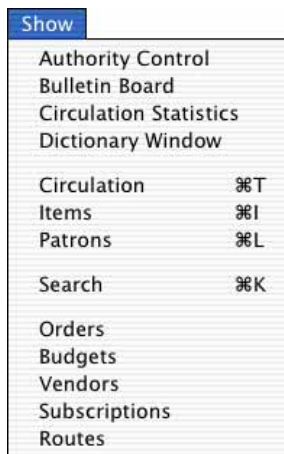 Show
Authority Control
Bulletin Board
Circulation Statistics
Dictionary Window
Circulation ⌘T
Items ⌘I
Patrons ⌘L
Search ⌘K
Orders
Budgets
Vendors
Subscriptions
Routes